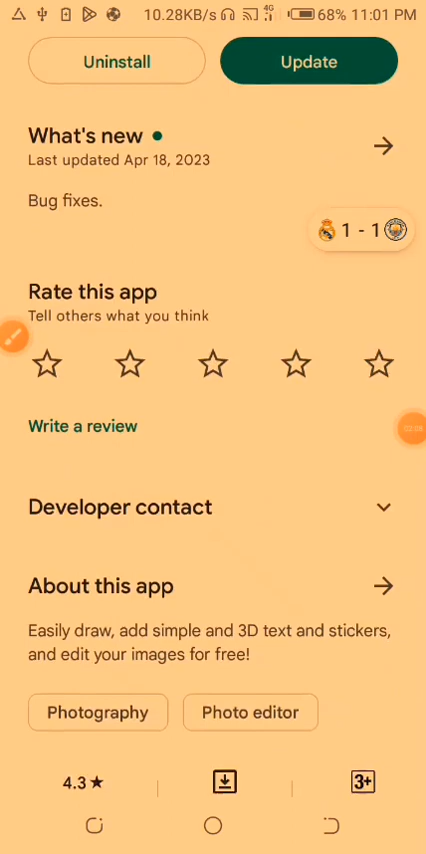 10.28KB/s 4G 68% 11:01 PM
Uninstall
Update
What's new
Last updated Apr 18, 2023
Bug fixes.
1 - 1
Rate this app
Tell others what you think
Write a review
Developer contact
About this app
Easily draw, add simple and 3D text and stickers,
and edit your images for free!
Photography
Photo editor
4.3★
3+